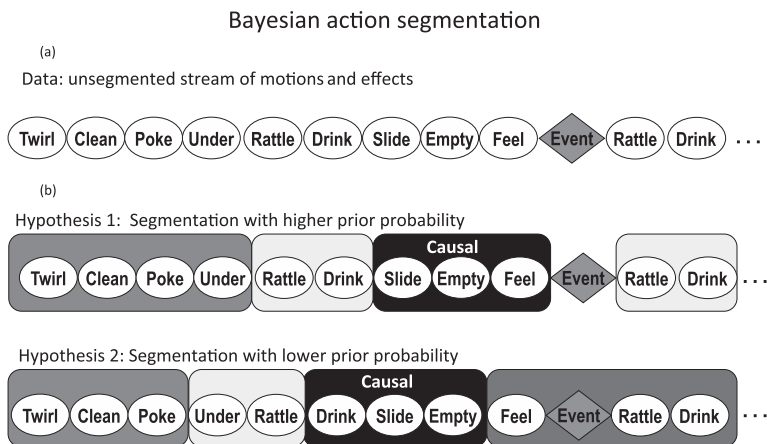 Bayesian action segmentation
(a)
Data: unsegmented stream of motions and effects
Twirl Clean Poke Under Rattle Drink Slide Empty Feel Event Rattle Drink ...
(b)
Hypothesis 1: Segmentation with higher prior probability
Causal
Twirl Clean Poke Under Rattle Drink Slide Empty Feel Event Rattle Drink ...
Hypothesis 2: Segmentation with lower prior probability
Causal
Twirl Clean Poke Under Rattle Drink Slide Empty Feel Event Rattle Drink ...